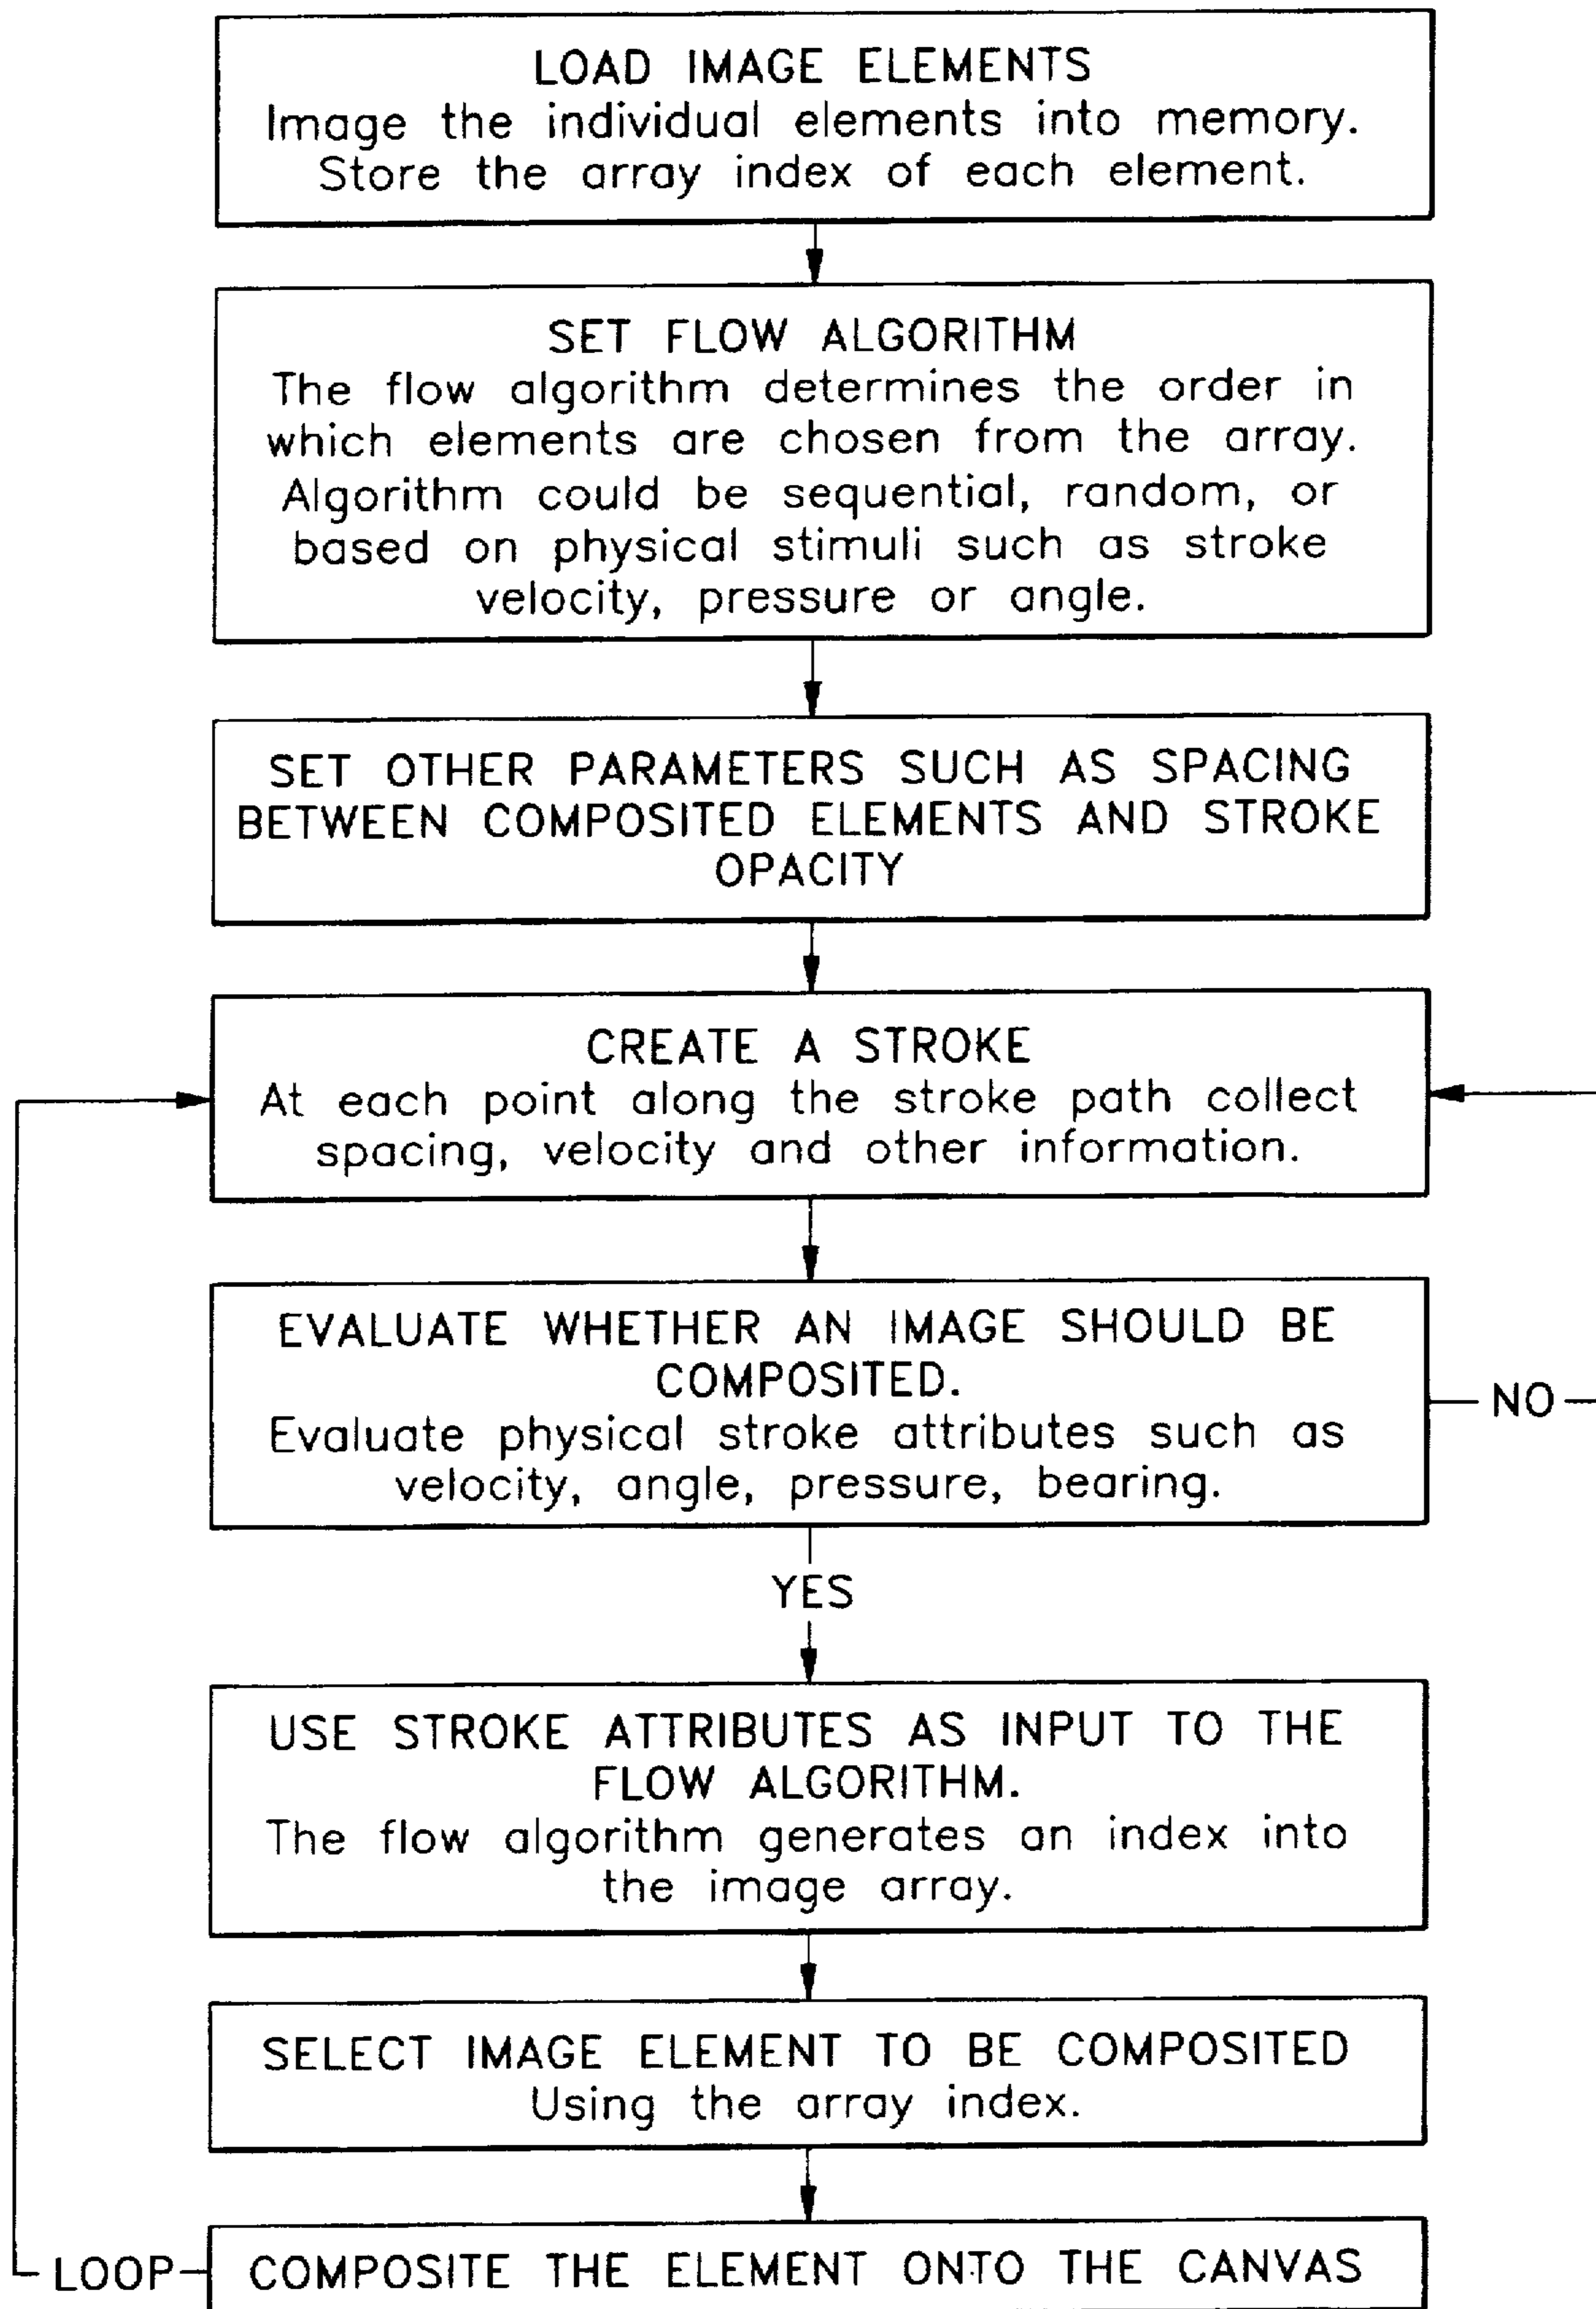 LOAD IMAGE ELEMENTS
Image the individual elements into memory.
Store the array index of each element.
SET FLOW ALGORITHM
The flow algorithm determines the order in
which elements are chosen from the array.
Algorithm could be sequential, random, or
based on physical stimuli such as stroke
velocity, pressure or angle.
SET OTHER PARAMETERS SUCH AS SPACING
BETWEEN COMPOSITED ELEMENTS AND STROKE
OPACITY
CREATE A STROKE
At each point along the stroke path collect
spacing, velocity and other information.
EVALUATE WHETHER AN IMAGE SHOULD BE
COMPOSITED.
Evaluate physical stroke attributes such as
velocity, angle, pressure, bearing.
NO
YES
USE STROKE ATTRIBUTES AS INPUT TO THE
FLOW ALGORITHM.
The flow algorithm generates an index into
the image array.
SELECT IMAGE ELEMENT TO BE COMPOSITED
Using the array index.
LOOP
COMPOSITE THE ELEMENT ONTO THE CANVAS